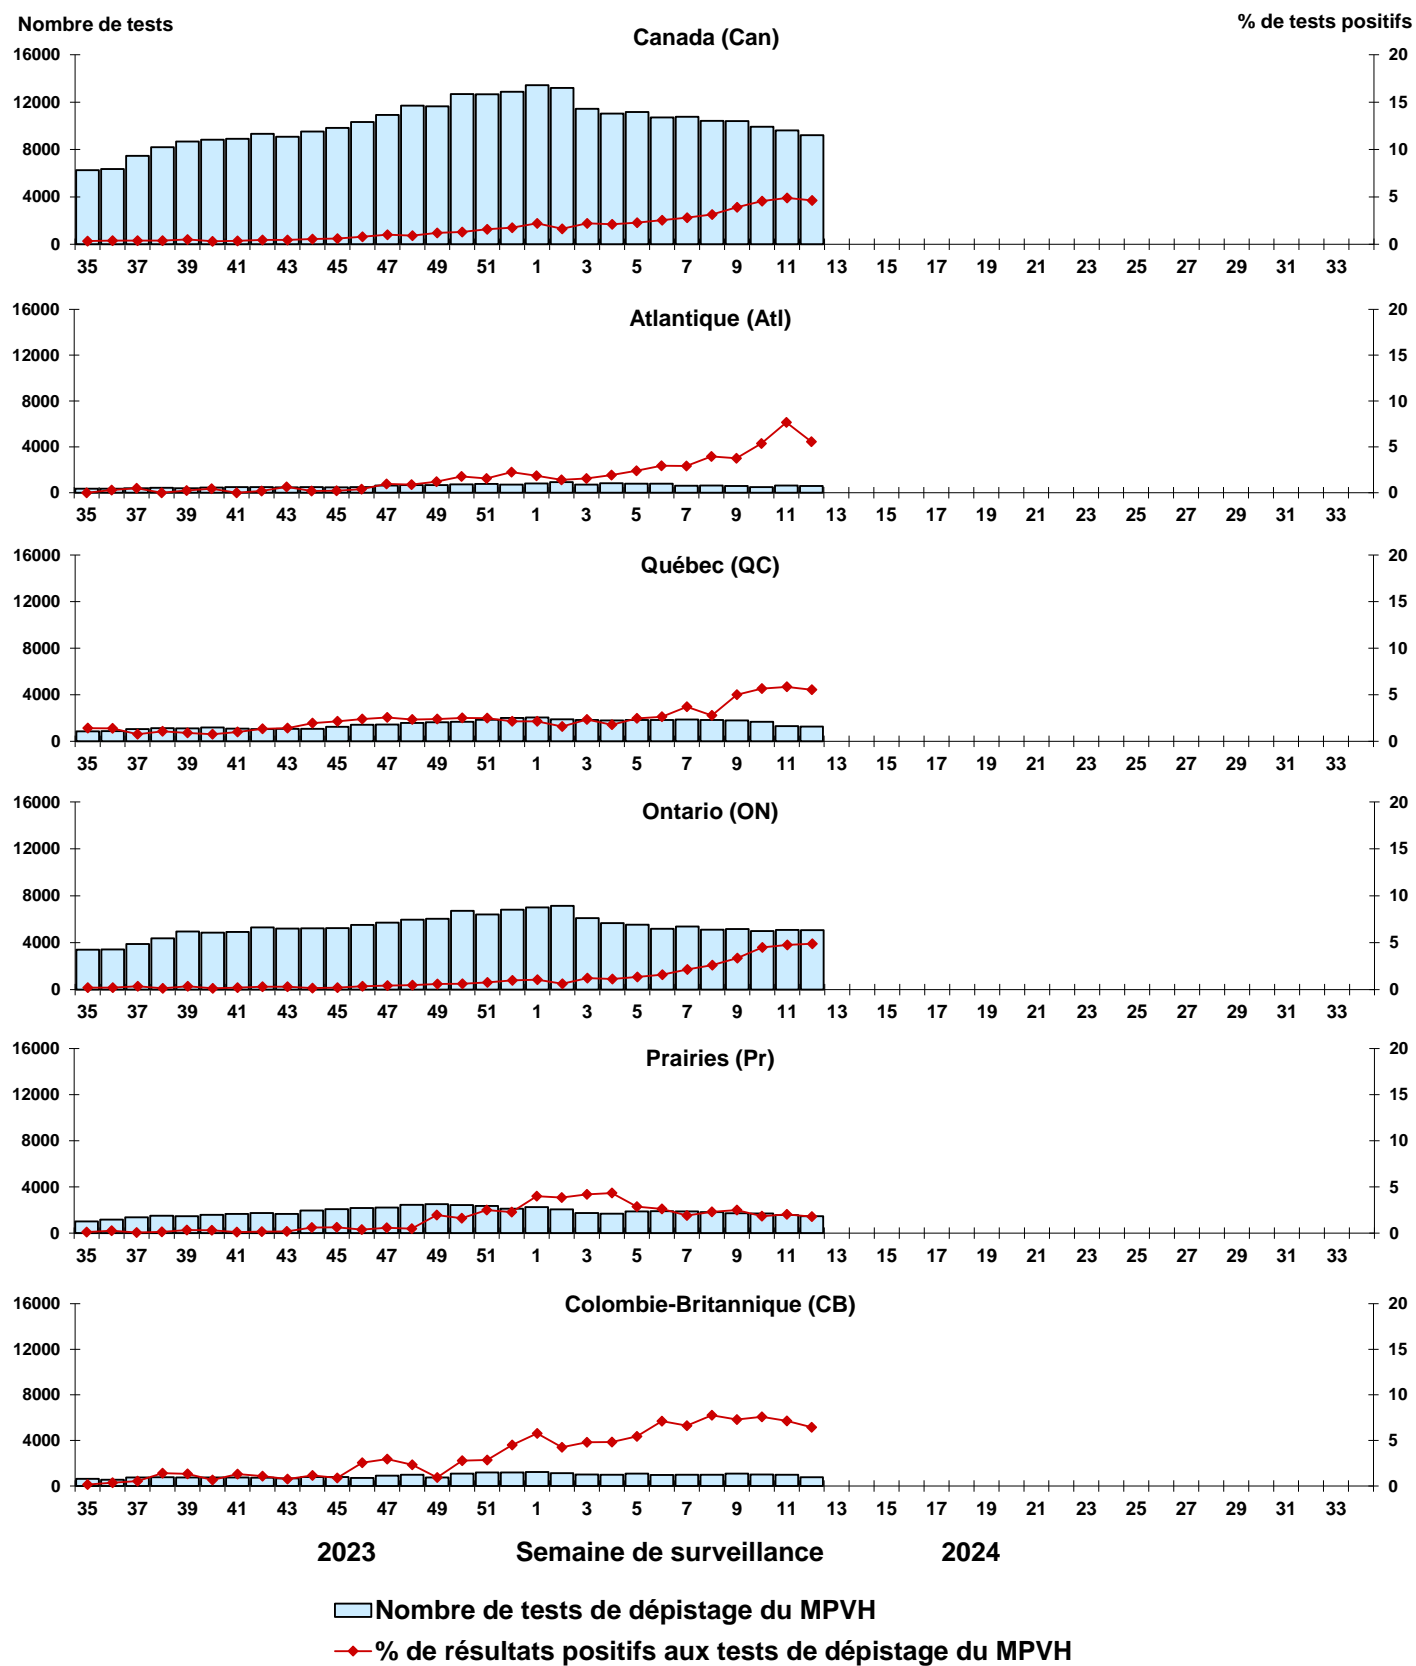 Nombre de tests
% de tests positifs
Canada (Can)
16000 20
12000 15
8000 10
4000 5
0 0
35 37 39 41 43 45 47 49 51 1 3 5 7 9 11 13 15 17 19 21 23 25 27 29 31 33
Atlantique (Atl)
16000 20
12000 15
8000 10
4000 5
0 0
35 37 39 41 43 45 47 49 51 1 3 5 7 9 11 13 15 17 19 21 23 25 27 29 31 33
Québec (QC)
16000 20
12000 15
8000 10
4000 5
0 0
35 37 39 41 43 45 47 49 51 1 3 5 7 9 11 13 15 17 19 21 23 25 27 29 31 33
Ontario (ON)
16000 20
12000 15
8000 10
4000 5
0 0
35 37 39 41 43 45 47 49 51 1 3 5 7 9 11 13 15 17 19 21 23 25 27 29 31 33
Prairies (Pr)
16000 20
12000 15
8000 10
4000 5
0 0
35 37 39 41 43 45 47 49 51 1 3 5 7 9 11 13 15 17 19 21 23 25 27 29 31 33
Colombie-Britannique (CB)
16000 20
12000 15
8000 10
4000 5
0 0
35 37 39 41 43 45 47 49 51 1 3 5 7 9 11 13 15 17 19 21 23 25 27 29 31 33
2023 Semaine de surveillance 2024
Nombre de tests de dépistage du MPVH
% de résultats positifs aux tests de dépistage du MPVH